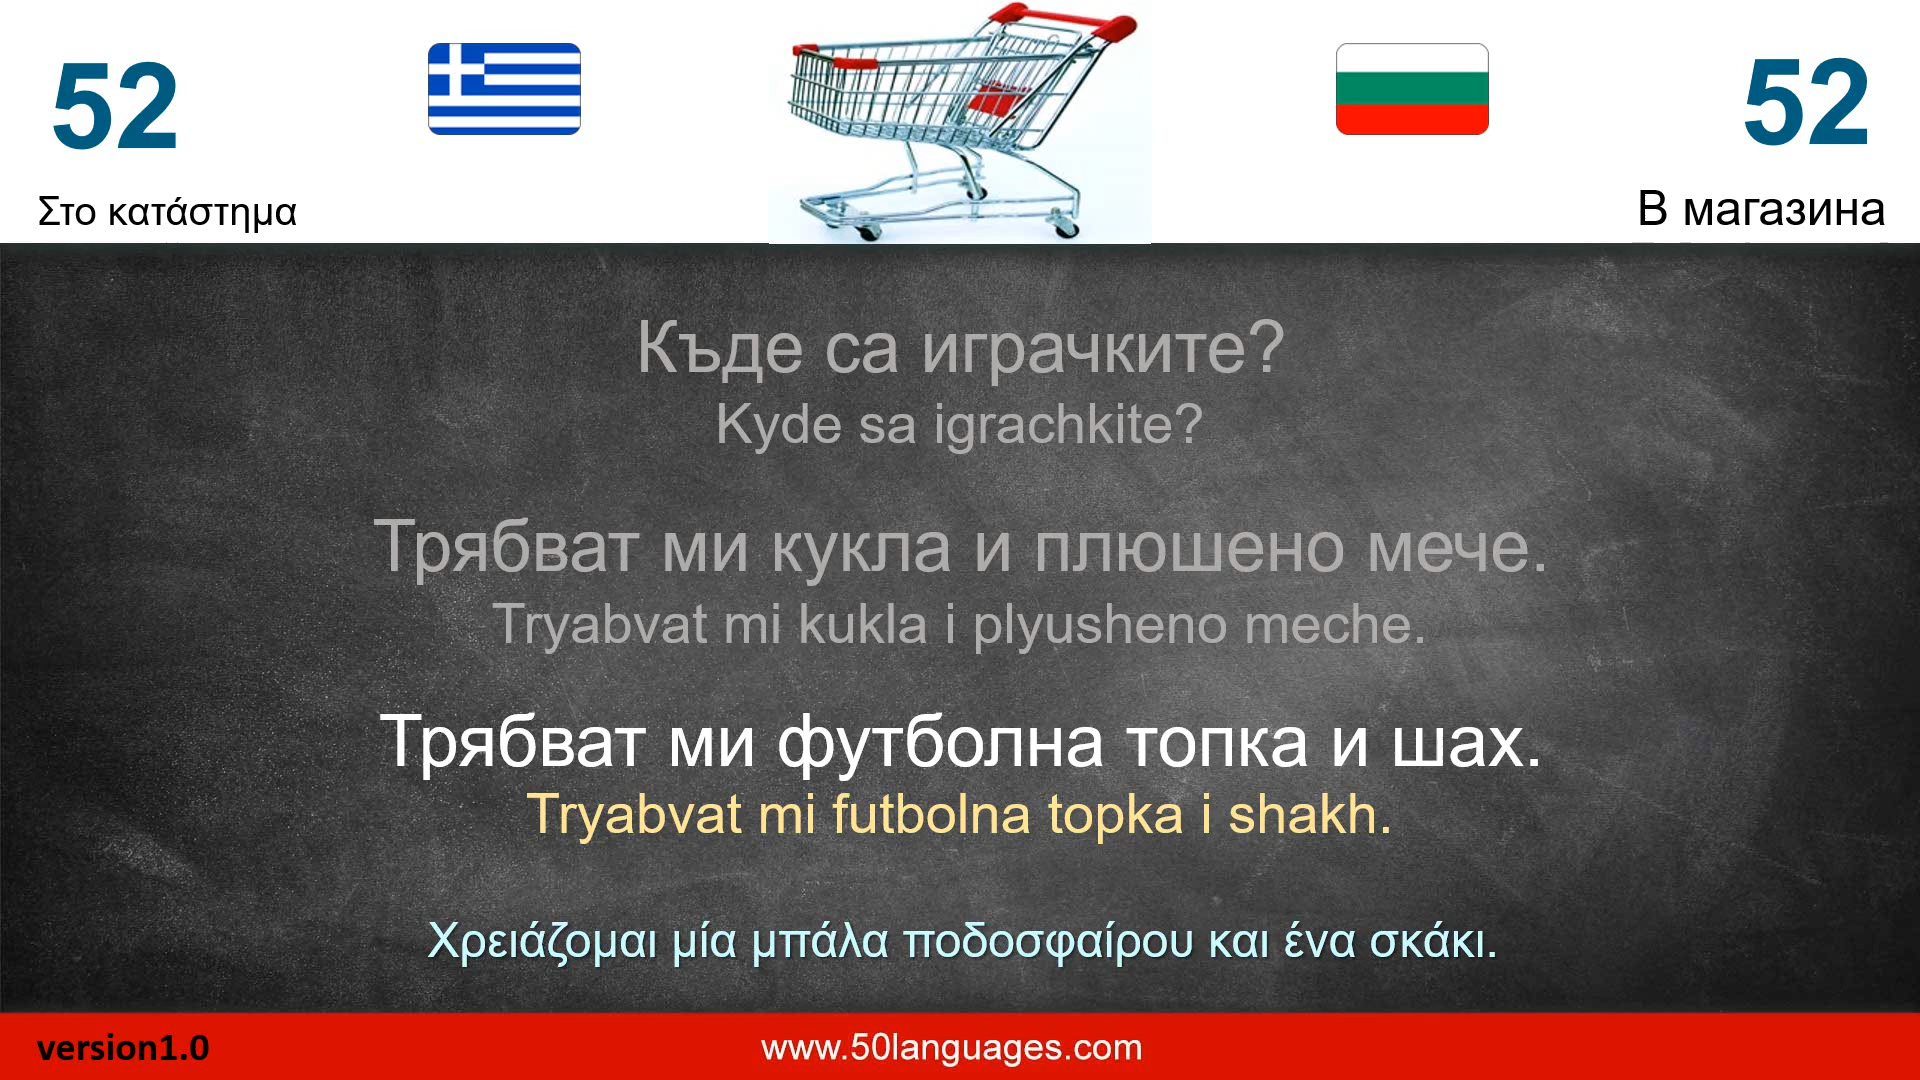 52
52
Στο κατάστημα
В магазина
Къде са играчките?
Kyde sa igrachkite?
Трябват ми кукла и плюшено мече.
Tryabvat mi kukla i plyusheno meche.
Трябват ми футболна топка и шах.
Tryabvat mi futbolna topka i shakh.
Χρειάζομαι μία μπάλα ποδοσφαίρου και ένα σκάκι.
version1.0
www.50languages.com